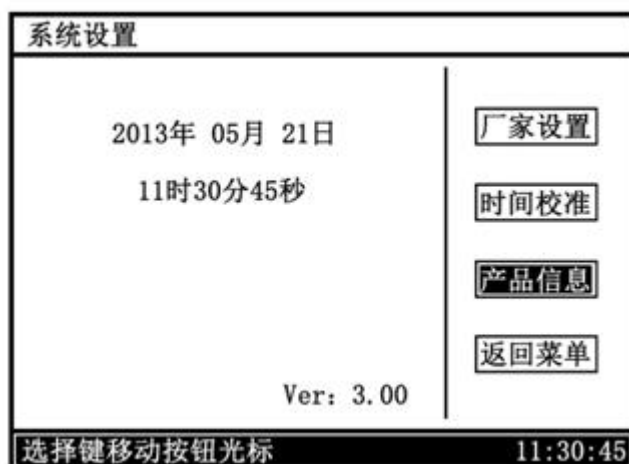 系统设置
2013年 05月 21日
11时30分45秒
Ver: 3.00
厂家设置
时间校准
产品信息
返回菜单
选择键移动按钮光标 11:30:45